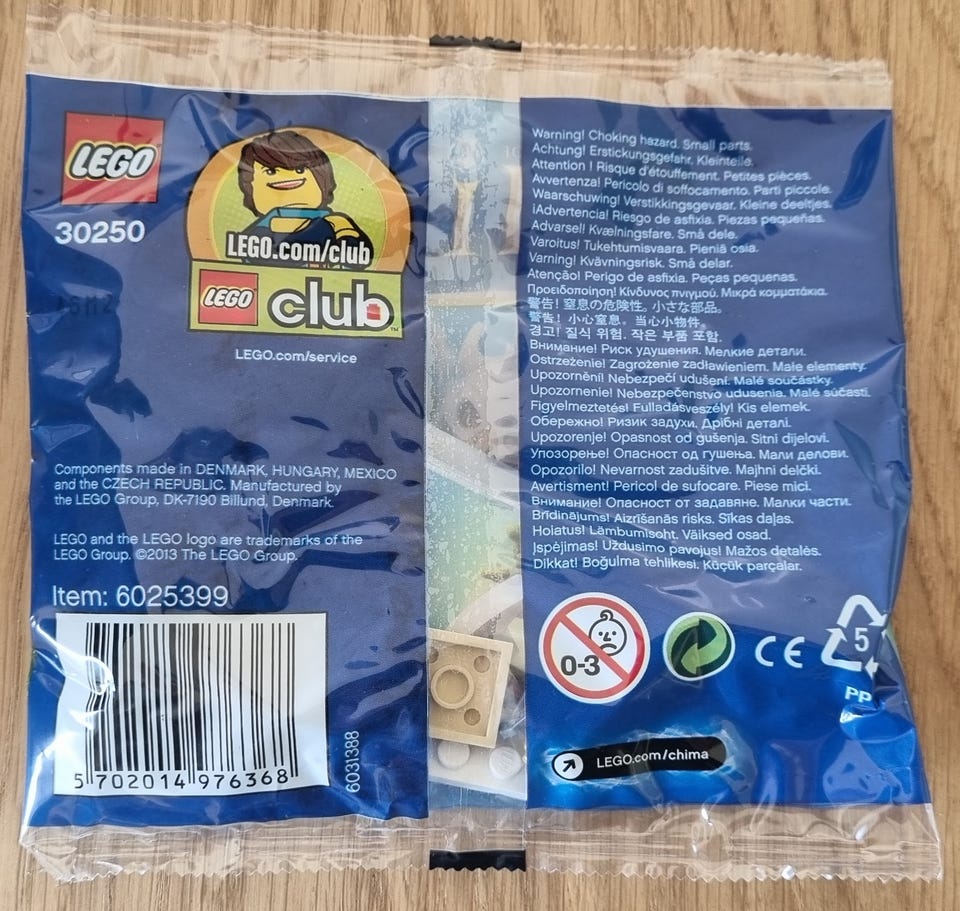 LEGO
30250
LEGO.com/club
LEGO club™
LEGO.com/service
Components made in DENMARK, HUNGARY, MEXICO
and the CZECH REPUBLIC. Manufactured by
the LEGO Group, DK-7190 Billund, Denmark.
LEGO and the LEGO logo are trademarks of the
LEGO Group. ©2013 The LEGO Group.
Item: 6025399
5 702014 976368
6031388
Warning! Choking hazard. Small parts.
Achtung! Erstickungsgefahr. Kleinteile.
Attention ! Risque d'étouffement. Petites pièces.
Avvertenza! Pericolo di soffocamento. Parti piccole.
Waarschuwing! Verstikkingsgevaar. Kleine deeltjes.
¡Advertencia! Riesgo de asfixia. Piezas pequeñas.
Advarsel! Kvælningsfare. Små dele.
Varoitus! Tukehtumisvaara. Pieniä osia.
Varning! Kvävningsrisk. Små delar.
Atenção! Perigo de asfixia. Peças pequenas.
Προειδοποίηση! Κίνδυνος πνιγμού. Μικρά κομματάκια.
警告! 窒息の危険性。小さな部品。
警告! 小心窒息。当心小物件。
경고! 질식 위험. 작은 부품 포함.
Внимание! Риск удушения. Мелкие детали.
Ostrzeżenie! Zagrożenie zadławieniem. Małe elementy.
Upozornění! Nebezpečí udušení. Malé součástky.
Upozornenie! Nebezpečenstvo udusenia. Malé súčasti.
Figyelmeztetés! Fulladásveszély! Kis elemek.
Обережно! Ризик задухи. Дрібні деталі.
Upozorenje! Opasnost od gušenja. Sitni dijelovi.
Упозорење! Опасност од гушења. Мали делови.
Opozorilo! Nevarnost zadušitve. Majhni delčki.
Avertisment! Pericol de sufocare. Piese mici.
Внимание! Опасност от задавяне. Малки части.
Brīdinājums! Aizrīšanās risks. Sīkas daļas.
Hoiatus! Lämbumisoht. Väiksed osad.
Įspėjimas! Uždusimo pavojus! Mažos detalės.
Dikkat! Boğulma tehlikesi. Küçük parçalar.
0-3
CE
5
PP
LEGO.com/chima